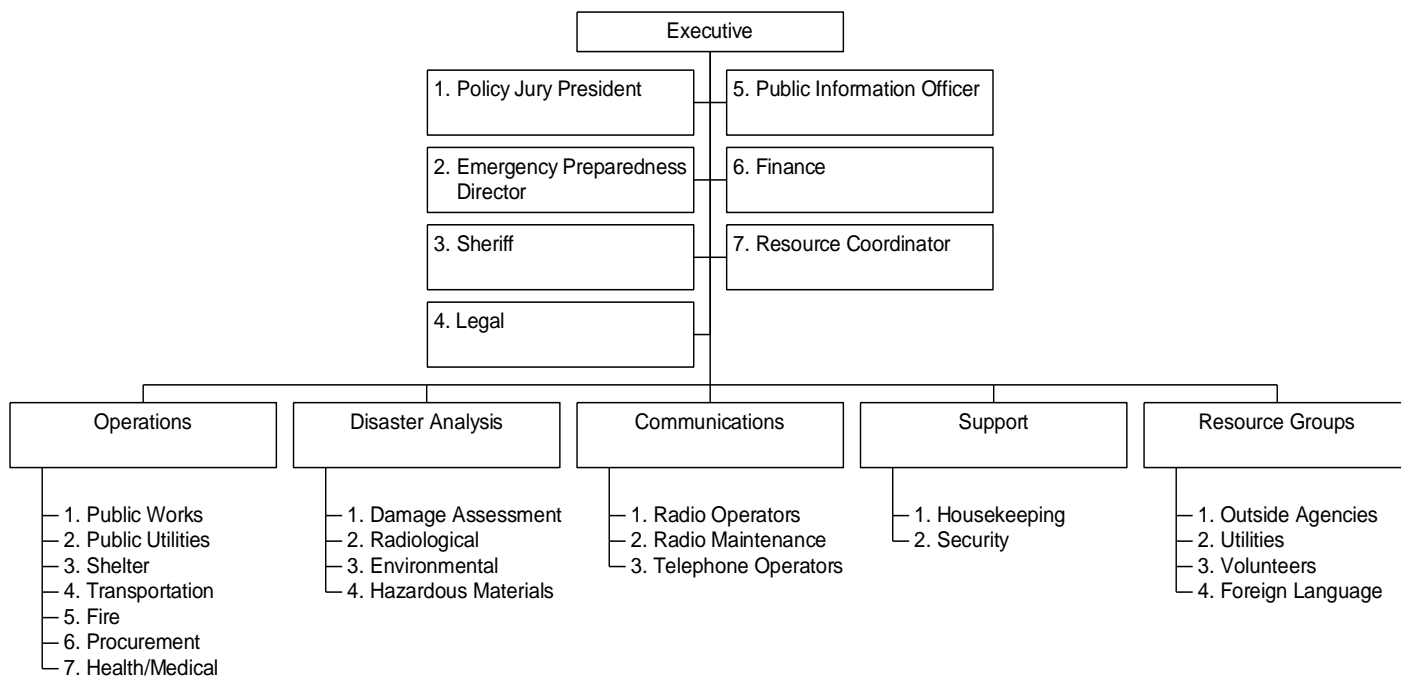 Executive
1. Policy Jury President
5. Public Information Officer
2. Emergency Preparedness
Director
6. Finance
3. Sheriff
7. Resource Coordinator
4. Legal
Operations
1. Public Works
2. Public Utilities
3. Shelter
4. Transportation
5. Fire
6. Procurement
7. Health/Medical
Disaster Analysis
1. Damage Assessment
2. Radiological
3. Environmental
4. Hazardous Materials
Communications
1. Radio Operators
2. Radio Maintenance
3. Telephone Operators
Support
1. Housekeeping
2. Security
Resource Groups
1. Outside Agencies
2. Utilities
3. Volunteers
4. Foreign Language